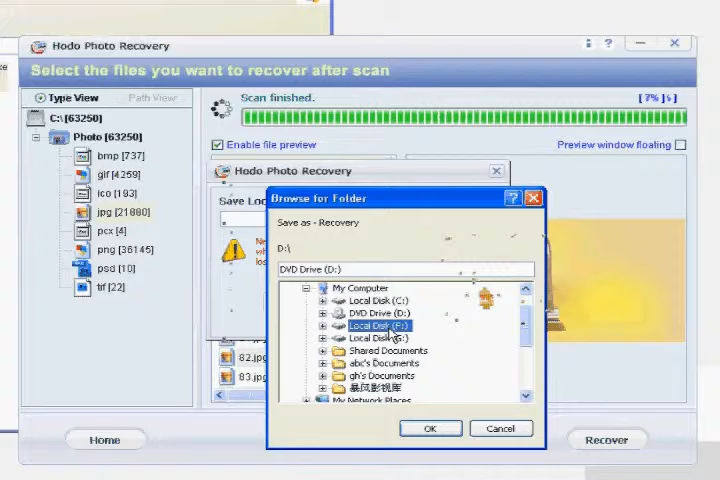 Hodo Photo Recovery
Select the files you want to recover after scan
Type View
Path View
Scan finished.
C:\[63250]
Photo [63250]
Enable file preview
Preview window floating
bmp [737]
gif [4259]
ico [193]
jpg [21880]
pcx [4]
png [36145]
psd [10]
tif [22]
Hodo Photo Recovery
Save Loc
Browse for Folder
Save as - Recovery
D:\
DVD Drive (D:)
My Computer
Local Disk (C:)
DVD Drive (D:)
Local Disk (F:)
Local Disk (G:)
Shared Documents
abc's Documents
gh's Documents
暴风影视库
My Network Places
OK
Cancel
82.jpg
83.jpg
Home
Recover